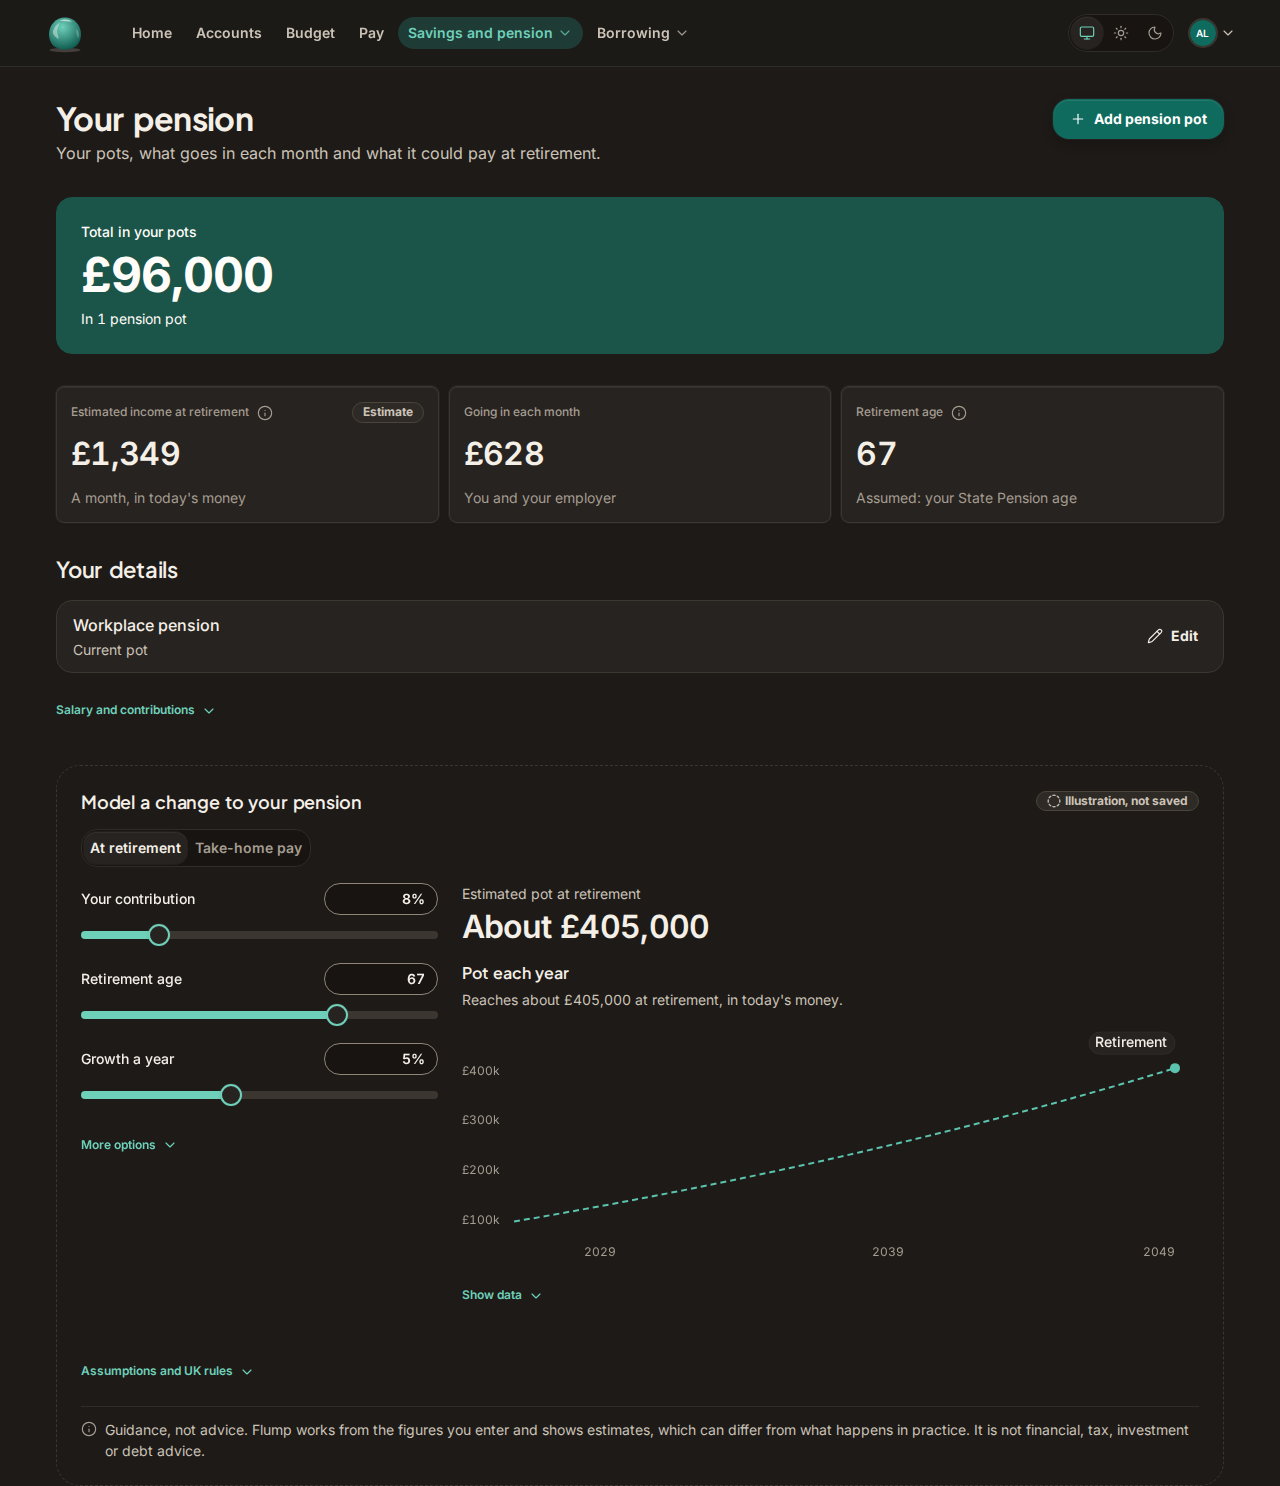 Home
Accounts
Budget
Pay
Savings and pension
Borrowing
AL
Your pension
Add pension pot
Your pots, what goes in each month and what it could pay at retirement.
Total in your pots
£96,000
In 1 pension pot
Estimated income at retirement
Estimate
£1,349
A month, in today's money
Going in each month
£628
You and your employer
Retirement age
67
Assumed: your State Pension age
Your details
Workplace pension
Current pot
Edit
Salary and contributions
Model a change to your pension
Illustration, not saved
At retirement
Take-home pay
Your contribution
8%
Retirement age
67
Growth a year
5%
More options
Estimated pot at retirement
About £405,000
Pot each year
Reaches about £405,000 at retirement, in today's money.
Retirement
£400k
£300k
£200k
£100k
2029
2039
2049
Show data
Assumptions and UK rules
Guidance, not advice. Flump works from the figures you enter and shows estimates, which can differ from what happens in practice. It is not financial, tax, investment
or debt advice.